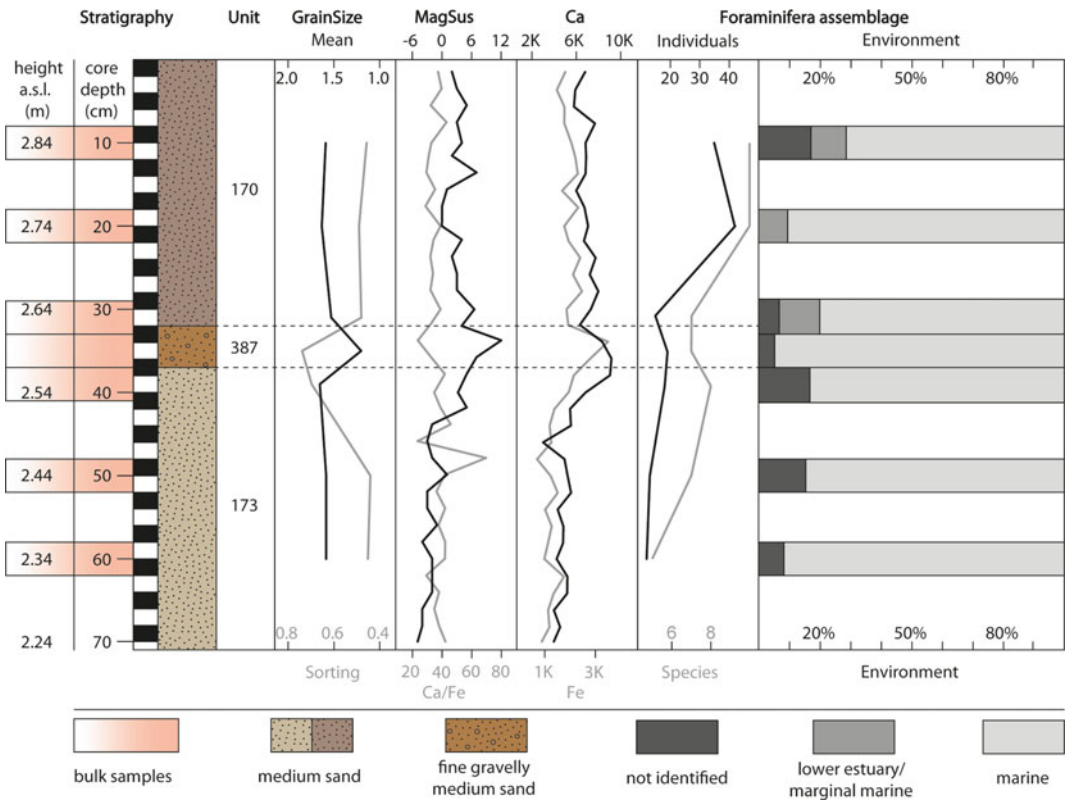 Stratigraphy Unit GrainSize MagSus Ca Foraminifera assemblage
Mean -6 0 6 12 2K 6K 10K Individuals Environment
height a.s.l. (m) core depth (cm) 2.0 1.5 1.0 20 40 20% 50% 80%
2.84 10
170
2.74 20
2.64 30
387
2.54 40
2.44 50
173
2.34 60
2.24 70
0.8 0.6 0.4 6 8 20% 50% 80%
Sorting 20 40 60 80 1K 3K Species Environment
Ca/Fe Fe
bulk samples
medium sand
fine gravelly
medium sand
not identified
lower estuary/
marginal marine
marine